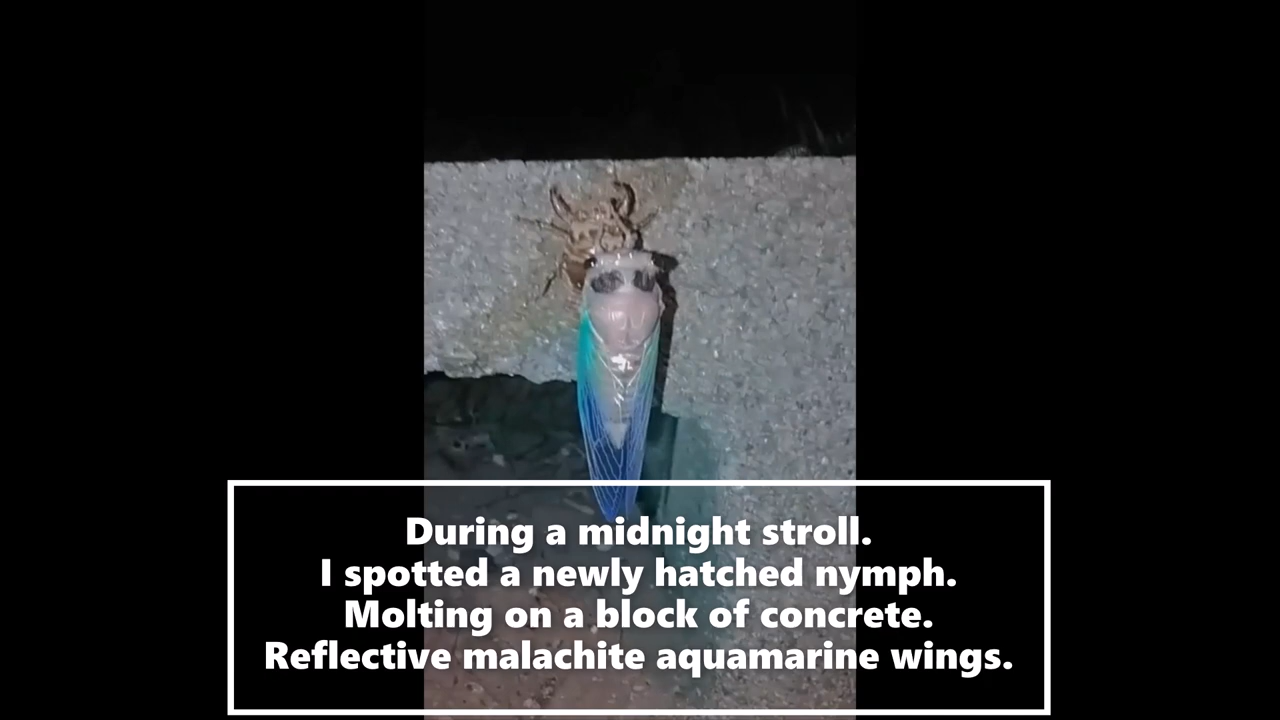 During a midnight stroll.
I spotted a newly hatched nymph.
Molting on a block of concrete.
Reflective malachite aquamarine wings.